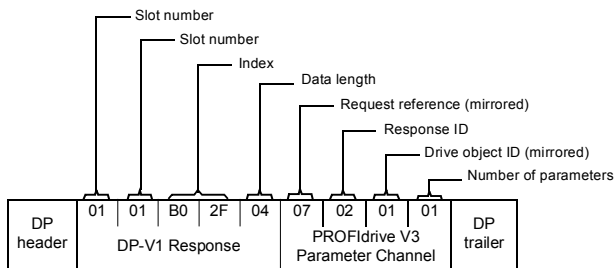 Slot number
Slot number
Index
Data length
Request reference (mirrored)
Response ID
Drive object ID (mirrored)
Number of parameters
DP header
01 01 B0 2F 04 07 02 01 01
DP-V1 Response
PROFIdrive V3
Parameter Channel
DP trailer